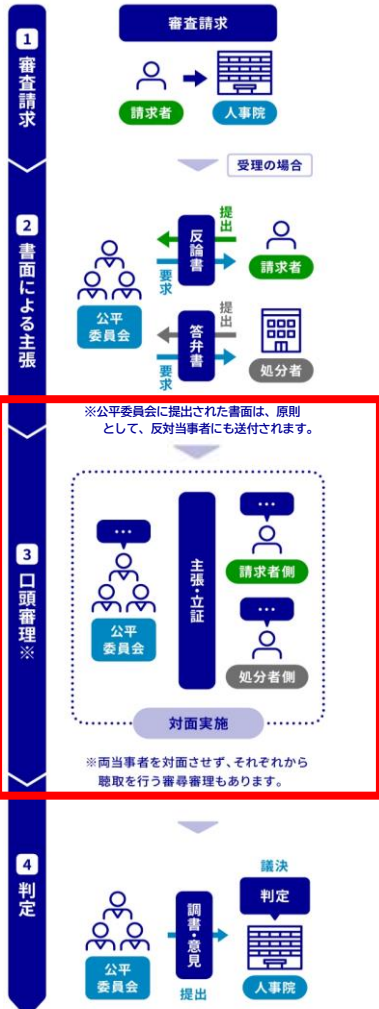 1
審査請求
審査請求
請求者
人事院
受理の場合
2
書面による主張
反論書
提出
要求
請求者
公平
委員会
答弁書
提出
要求
処分者
※公平委員会に提出された書面は、原則
として、反対当事者にも送付されます。
3
口頭審理※
…
公平
委員会
主張・立証
…
請求者側
…
処分者側
対面実施
※両当事者を対面させず、それぞれから
聴取を行う審尋審理もあります。
4
判定
公平
委員会
調書・意見
提出
議決
判定
人事院